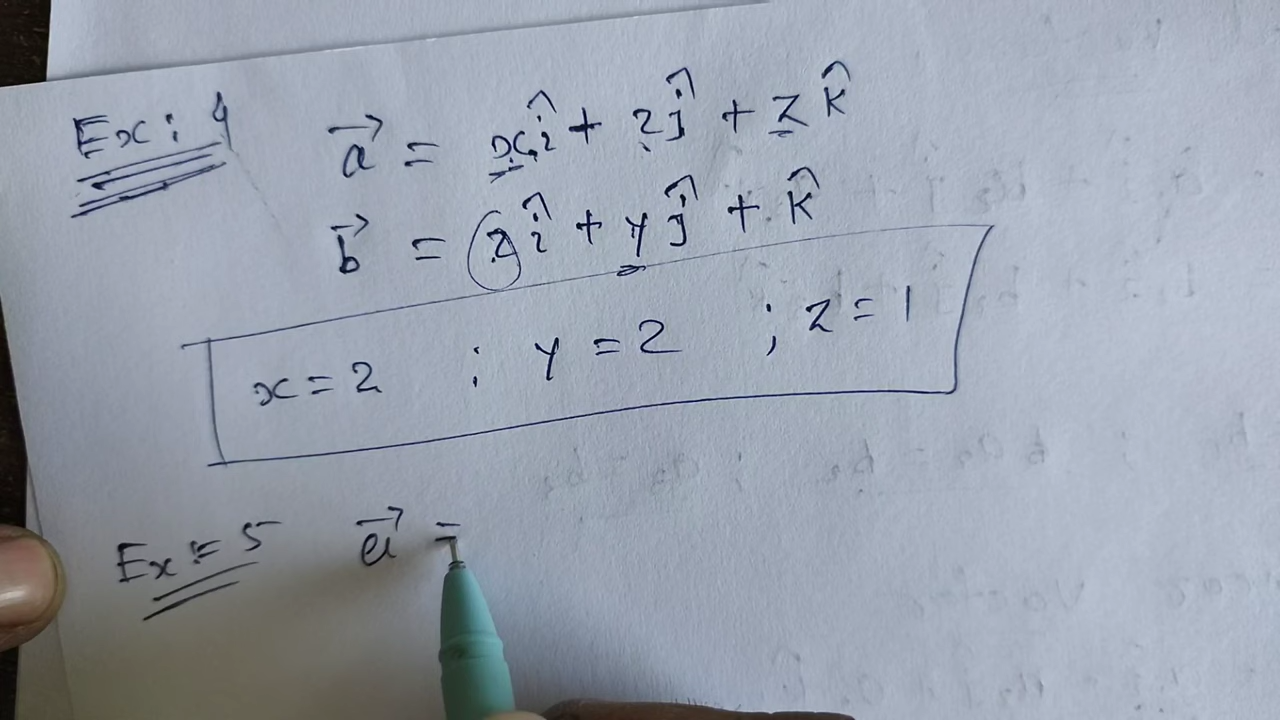 Ex: 4 a⃗ = xî + 2ĵ + zk̂
b⃗ = 2î + yĵ + k̂
x = 2 ; y = 2 ; z = 1
Ex:- 5 a⃗ =